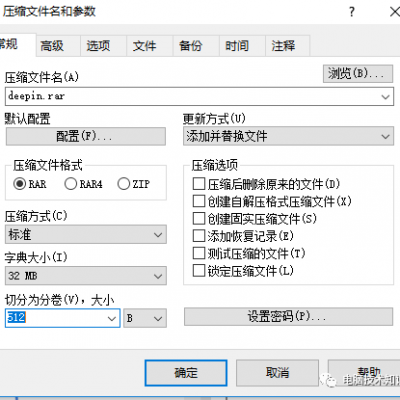 压缩文件名和参数
常规 高级 选项 文件 备份 时间 注释
压缩文件名(A)
浏览(B)...
deepin.rar
默认配置
配置(F)...
更新方式(U)
添加并替换文件
压缩文件格式
RAR RAR4 ZIP
压缩选项
压缩后删除原来的文件(D)
创建自解压格式压缩文件(X)
创建固实压缩文件(S)
添加恢复记录(E)
测试压缩的文件(T)
锁定压缩文件(L)
压缩方式(C)
标准
字典大小(I)
32 MB
切分为分卷(V), 大小
512 B
设置密码(P)...
确定 取消 帮助
电脑技术知识